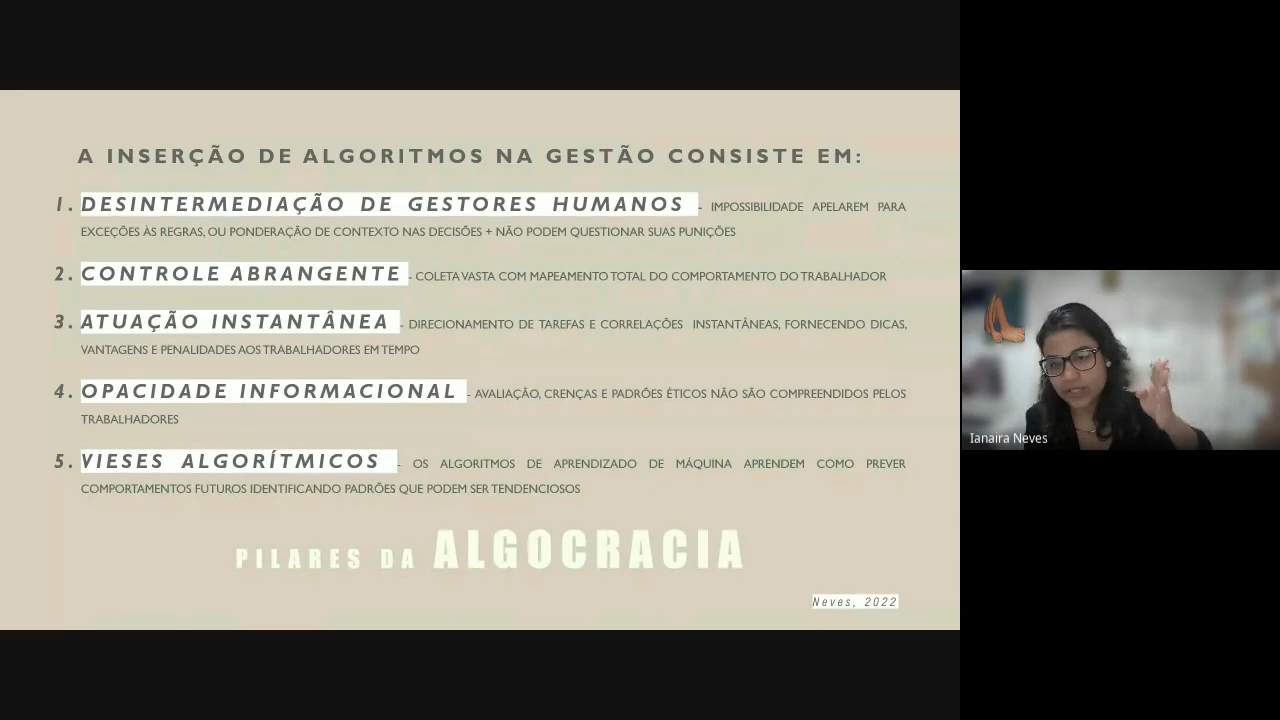 A INSERÇÃO DE ALGORITMOS NA GESTÃO CONSISTE EM:
1. DESINTERMEDIAÇÃO DE GESTORES HUMANOS - IMPOSSIBILIDADE APELAREM PARA
EXCEÇÕES ÀS REGRAS, OU PONDERAÇÃO DE CONTEXTO NAS DECISÕES + NÃO PODEM QUESTIONAR SUAS PUNIÇÕES
2. CONTROLE ABRANGENTE - COLETA VASTA COM MAPEAMENTO TOTAL DO COMPORTAMENTO DO TRABALHADOR
3. ATUAÇÃO INSTANTÂNEA - DIRECIONAMENTO DE TAREFAS E CORRELAÇÕES INSTANTÂNEAS, FORNECENDO DICAS,
VANTAGENS E PENALIDADES AOS TRABALHADORES EM TEMPO
4. OPACIDADE INFORMACIONAL - AVALIAÇÃO, CRENÇAS E PADRÕES ÉTICOS NÃO SÃO COMPREENDIDOS PELOS
TRABALHADORES
5. VIESES ALGORÍTMICOS - OS ALGORITMOS DE APRENDIZADO DE MÁQUINA APRENDEM COMO PREVER
COMPORTAMENTOS FUTUROS IDENTIFICANDO PADRÕES QUE PODEM SER TENDENCIOSOS
PILARES DA ALGOCRACIA
Neves, 2022
Ianaira Neves